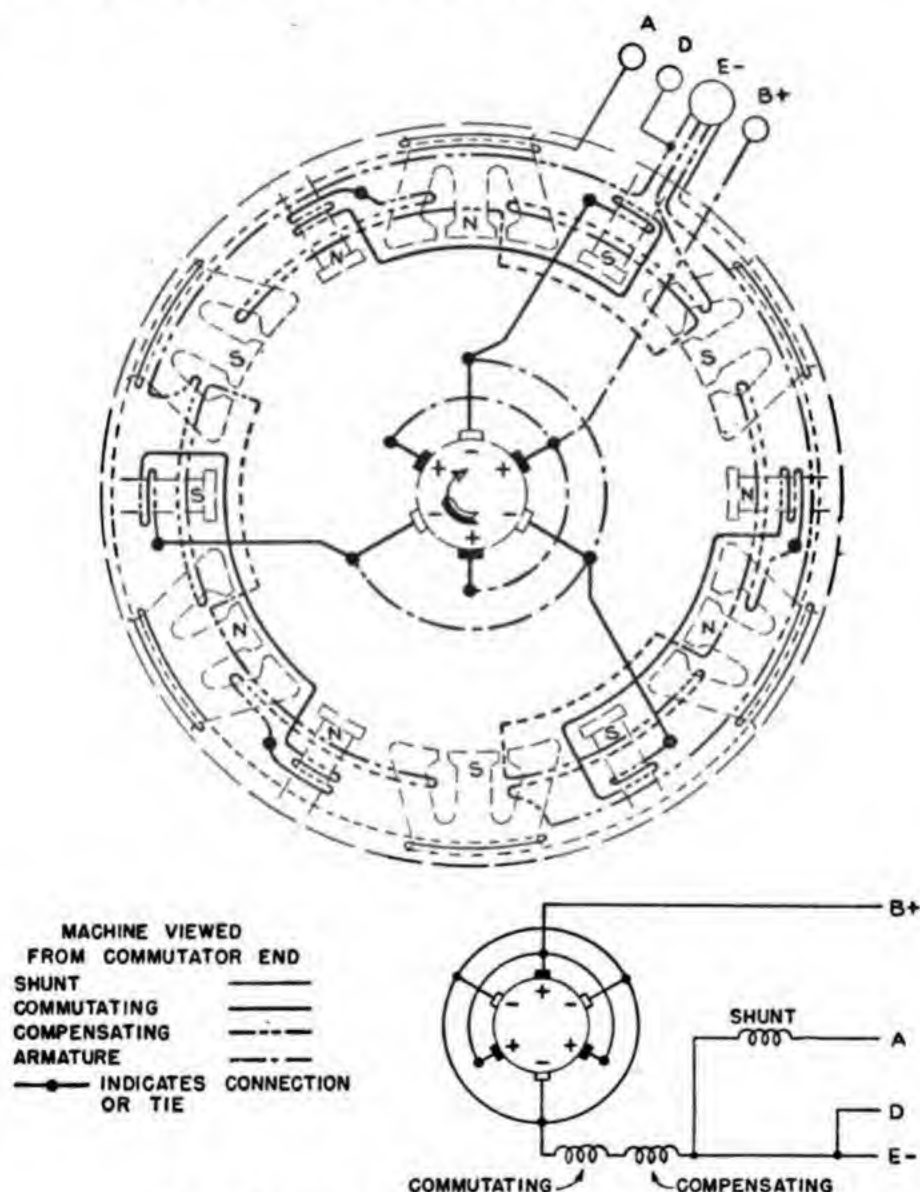 A
D
E-
B+
N
N
S
S
S
S
N
N
N
N
S
S
-
+
+
-
-
+
MACHINE VIEWED
FROM COMMUTATOR END
SHUNT
COMMUTATING
COMPENSATING
ARMATURE
INDICATES CONNECTION
OR TIE
B+
-
+
-
+
-
+
SHUNT
A
D
E-
COMMUTATING
COMPENSATING